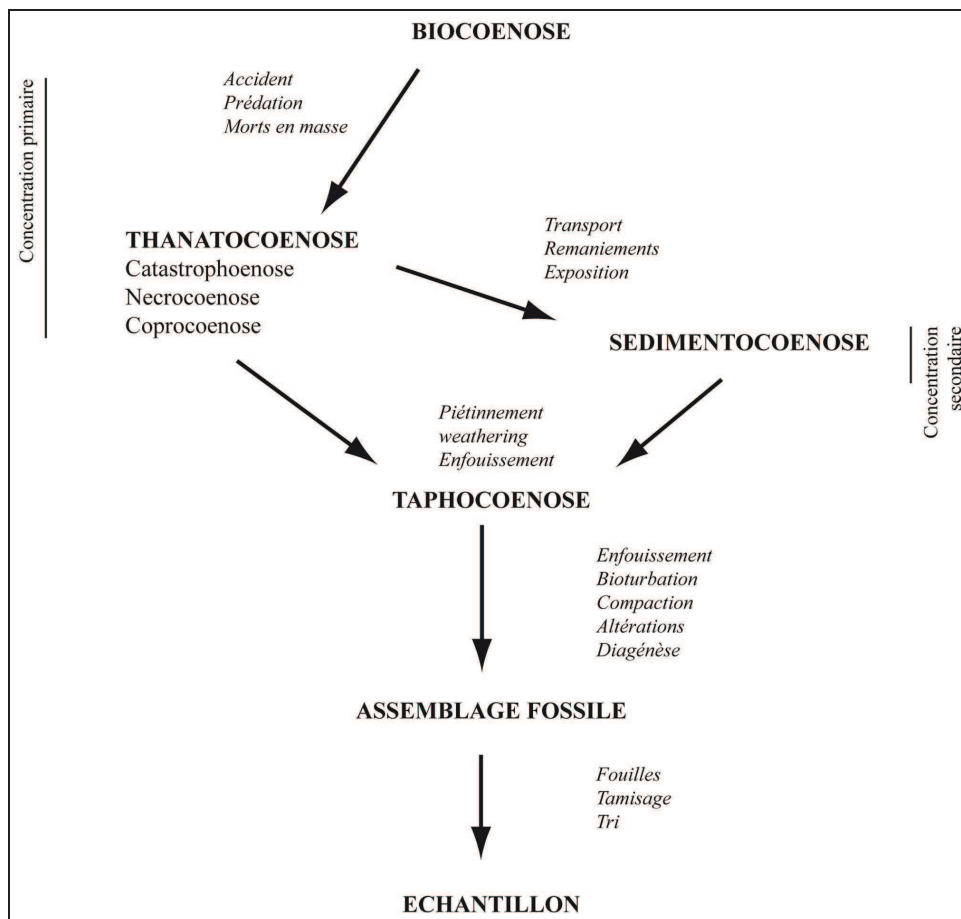 BIOCOENOSE
Concentration primaire
Accident
Prédation
Morts en masse
THANATOCOENOSE
Catastrophoenose
Necrocoenose
Coprocoenose
Transport
Remaniements
Exposition
SEDIMENTOCOENOSE
Concentration
secondaire
Piétinnement
weathering
Enfouissement
TAPHOCOENOSE
Enfouissement
Bioturbation
Compaction
Altérations
Diagénèse
ASSEMBLAGE FOSSILE
Fouilles
Tamisage
Tri
ECHANTILLON